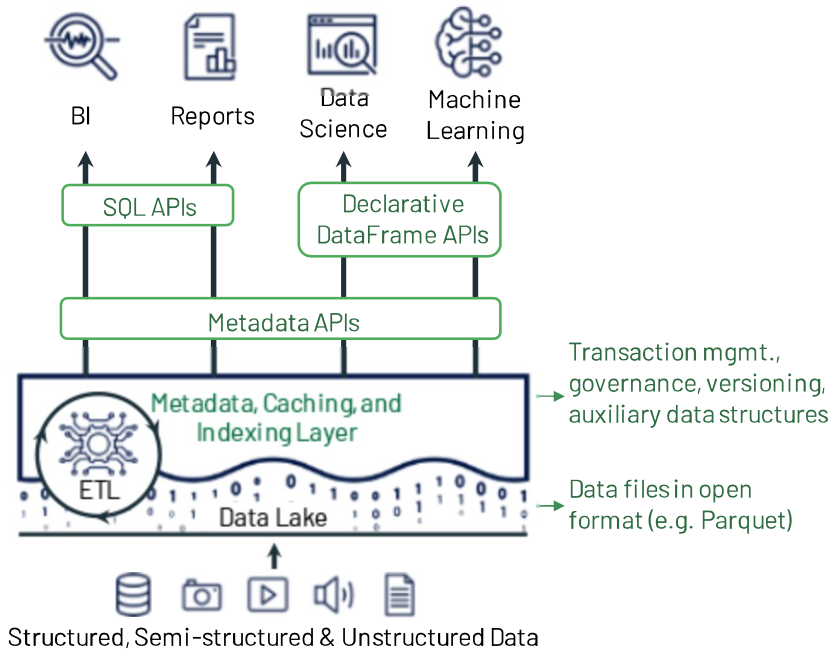 BI
Reports
Data
Science
Machine
Learning
SQL APIs
Declarative
DataFrame APIs
Metadata APIs
Metadata, Caching, and
Indexing Layer
ETL
Data Lake
Transaction mgmt.,
governance, versioning,
auxiliary data structures
Data files in open
format (e.g. Parquet)
Structured, Semi-structured & Unstructured Data